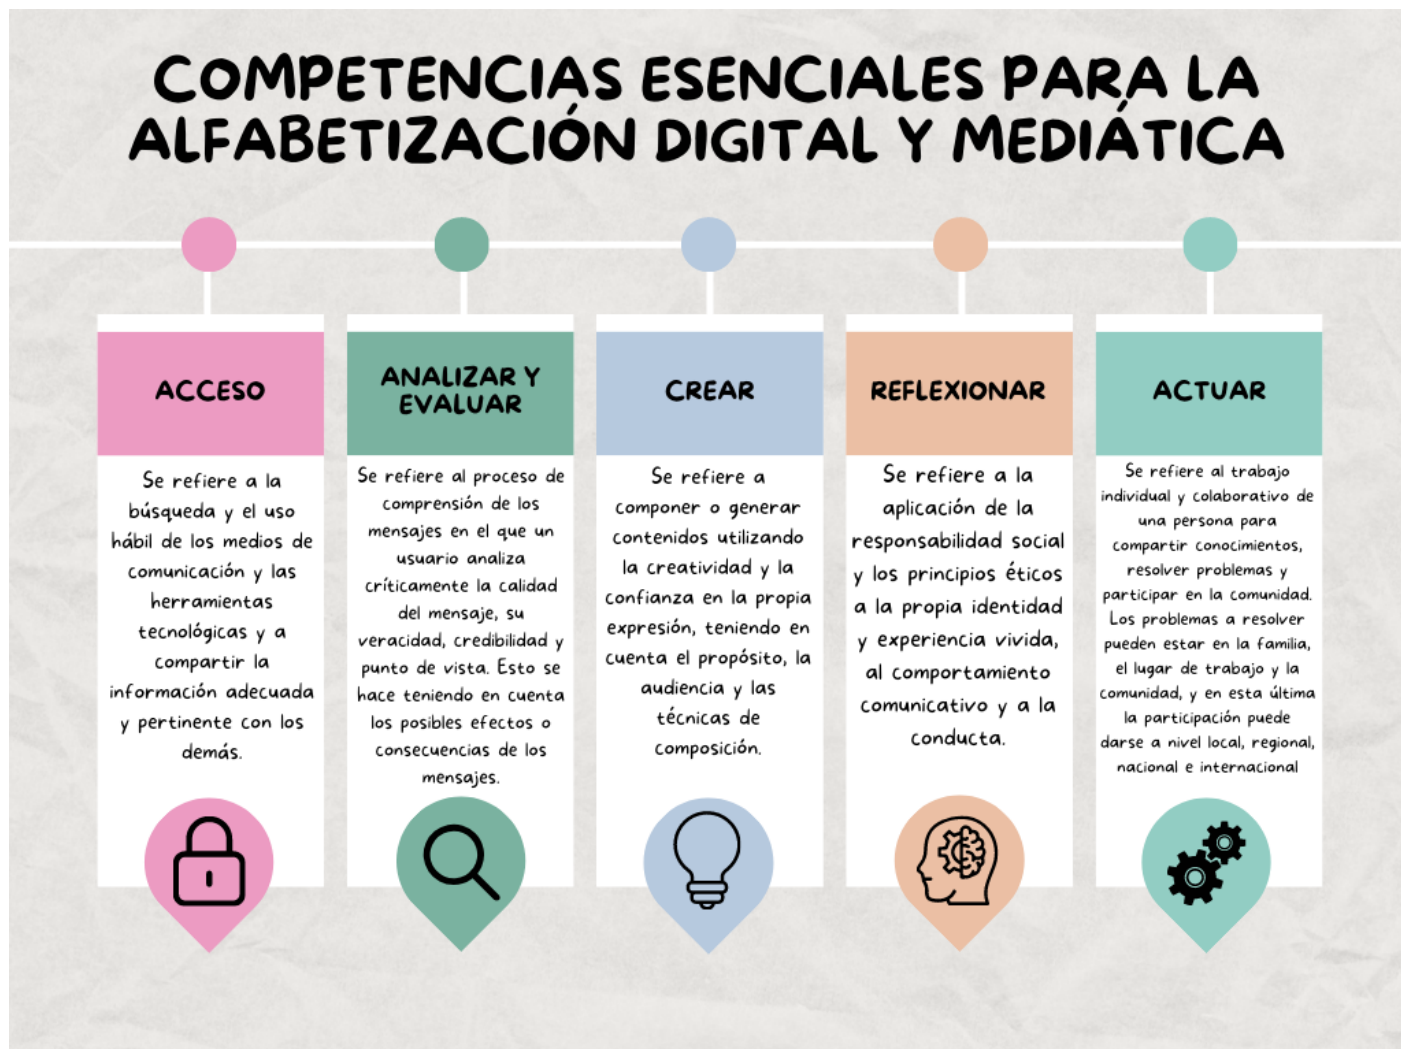 COMPETENCIAS ESENCIALES PARA LA
ALFABETIZACIÓN DIGITAL Y MEDIÁTICA
ACCESO
Se refiere a la
búsqueda y el uso
hábil de los medios de
comunicación y las
herramientas
tecnológicas y a
compartir la
información adecuada
y pertinente con los
demás.
ANALIZAR Y
EVALUAR
Se refiere al proceso de
comprensión de los
mensajes en el que un
usuario analiza
críticamente la calidad
del mensaje, su
veracidad, credibilidad y
punto de vista. Esto se
hace teniendo en cuenta
los posibles efectos o
consecuencias de los
mensajes.
CREAR
Se refiere a
componer o generar
contenidos utilizando
la creatividad y la
confianza en la propia
expresión, teniendo en
cuenta el propósito, la
audiencia y las
técnicas de
composición.
REFLEXIONAR
Se refiere a la
aplicación de la
responsabilidad social
y los principios éticos
a la propia identidad
y experiencia vivida,
al comportamiento
comunicativo y a la
conducta.
ACTUAR
Se refiere al trabajo
individual y colaborativo de
una persona para
compartir conocimientos,
resolver problemas y
participar en la comunidad.
Los problemas a resolver
pueden estar en la familia,
el lugar de trabajo y la
comunidad, y en esta última
la participación puede
darse a nivel local, regional,
nacional e internacional